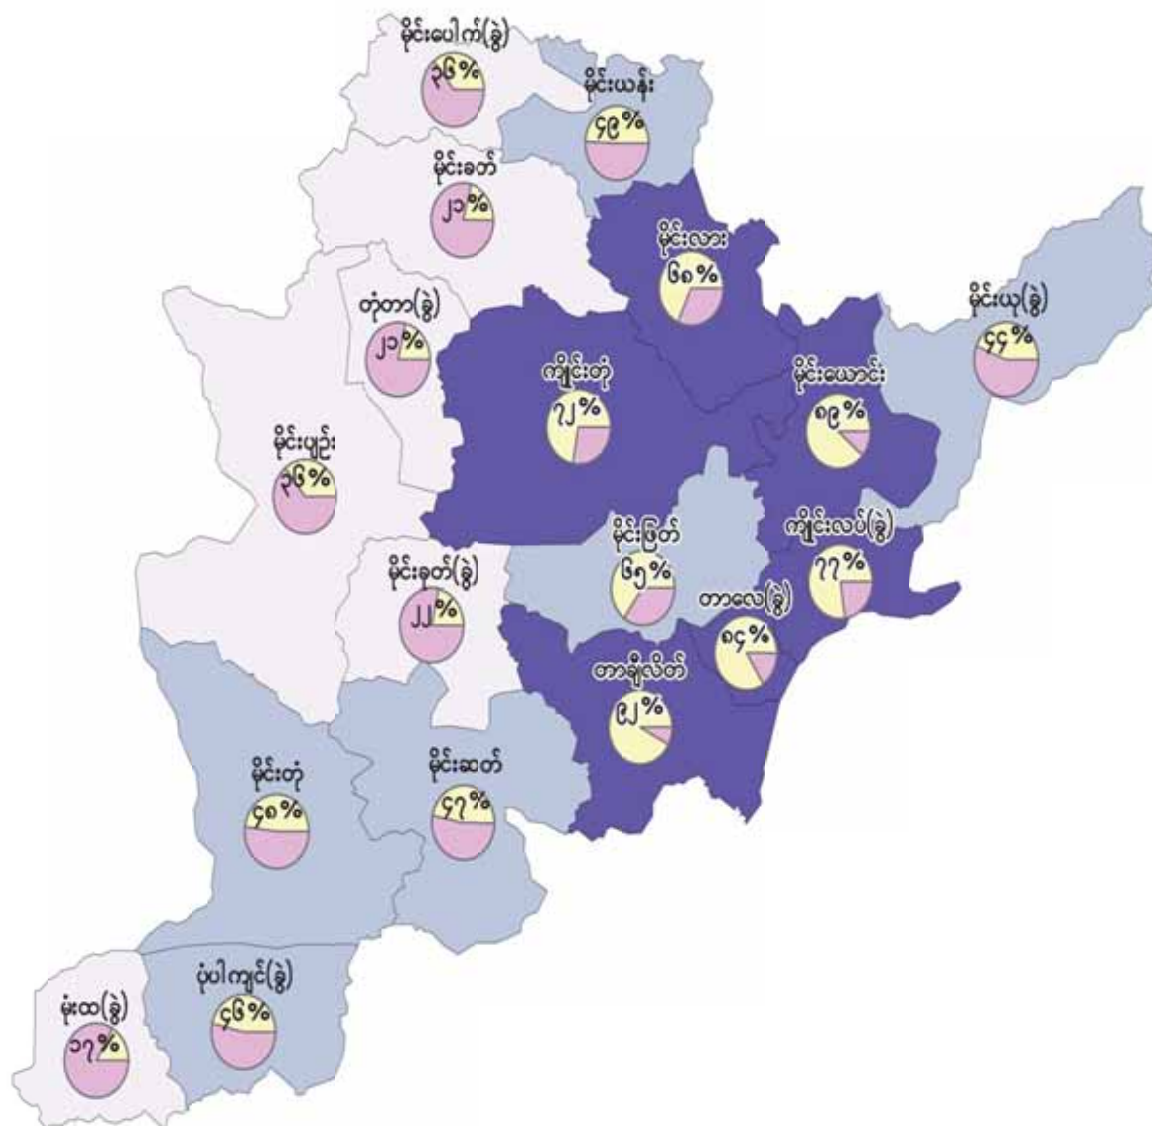 မိုင်းပေါက်(ခွဲ)
၃၆%
မိုင်းယန်း
၄၉%
မိုင်းခတ်
၂၁%
မိုင်းလား
၆၈%
မိုင်းယု(ခွဲ)
၄၄%
တုံတာ(ခွဲ)
၂၁%
ကျိုင်းတုံ
၇၂%
မိုင်းယောင်း
၈၉%
မိုင်းပျဉ်း
၃၆%
မိုင်းဖြတ်
၆၅%
ကျိုင်းလပ်(ခွဲ)
၇၇%
မိုင်းခုတ်(ခွဲ)
၂၂%
တာလေ(ခွဲ)
၈၄%
တာချီလိတ်
၉၂%
မိုင်းတုံ
၄၈%
မိုင်းဆတ်
၄၇%
ပုံပါကျင်(ခွဲ)
၄၆%
မုံးထ(ခွဲ)
၁၇%